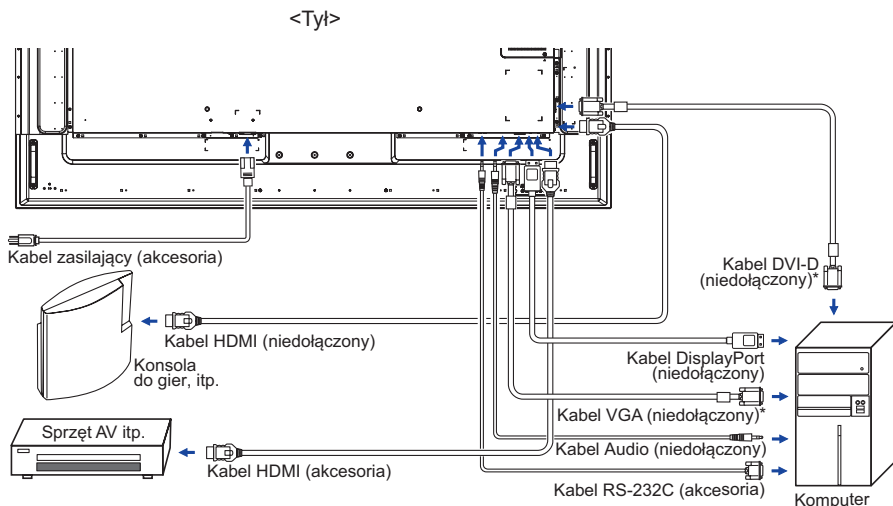 <Tył>
Kabel zasilający (akcesoria)
Kabel DVI-D
(niedołączony)*
Kabel HDMI (niedołączony)
Konsola
do gier, itp.
Kabel DisplayPort
(niedołączony)
Kabel VGA (niedołączony)*
Sprzęt AV itp.
Kabel Audio (niedołączony)
Kabel HDMI (akcesoria)
Kabel RS-232C (akcesoria)
Komputer